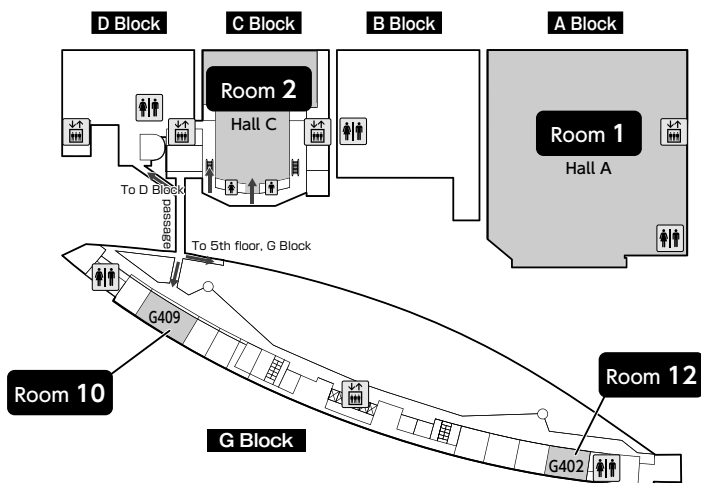 D Block
C Block
B Block
A Block
Room 2
Hall C
Room 1
Hall A
To D Block
passage
To 5th floor, G Block
G409
Room 10
Room 12
G Block
G402